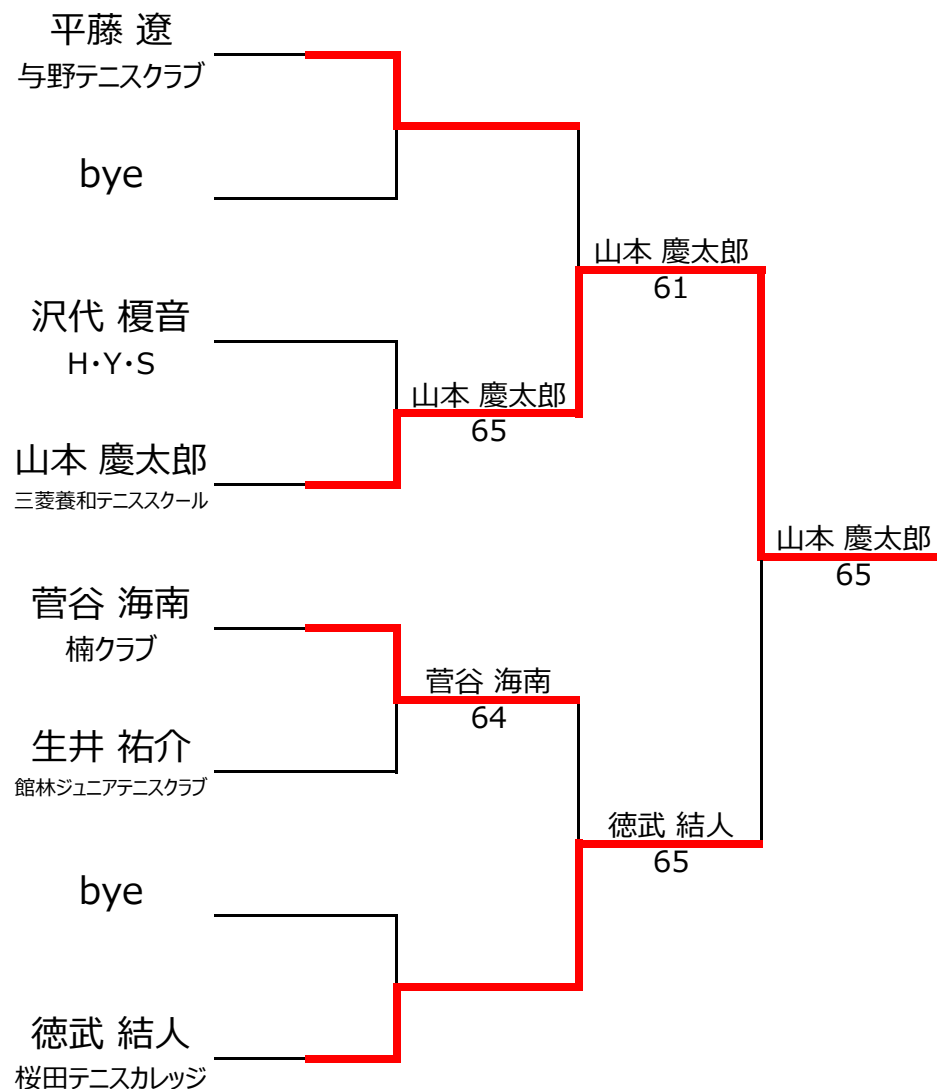 平藤 遼
与野テニスクラブ
bye
沢代 榎音
H・Y・S
山本 慶太郎
三菱養和テニススクール
菅谷 海南
楠クラブ
生井 祐介
館林ジュニアテニスクラブ
bye
徳武 結人
桜田テニスカレッジ
山本 慶太郎
65
菅谷 海南
64
山本 慶太郎
61
徳武 結人
65
山本 慶太郎
65